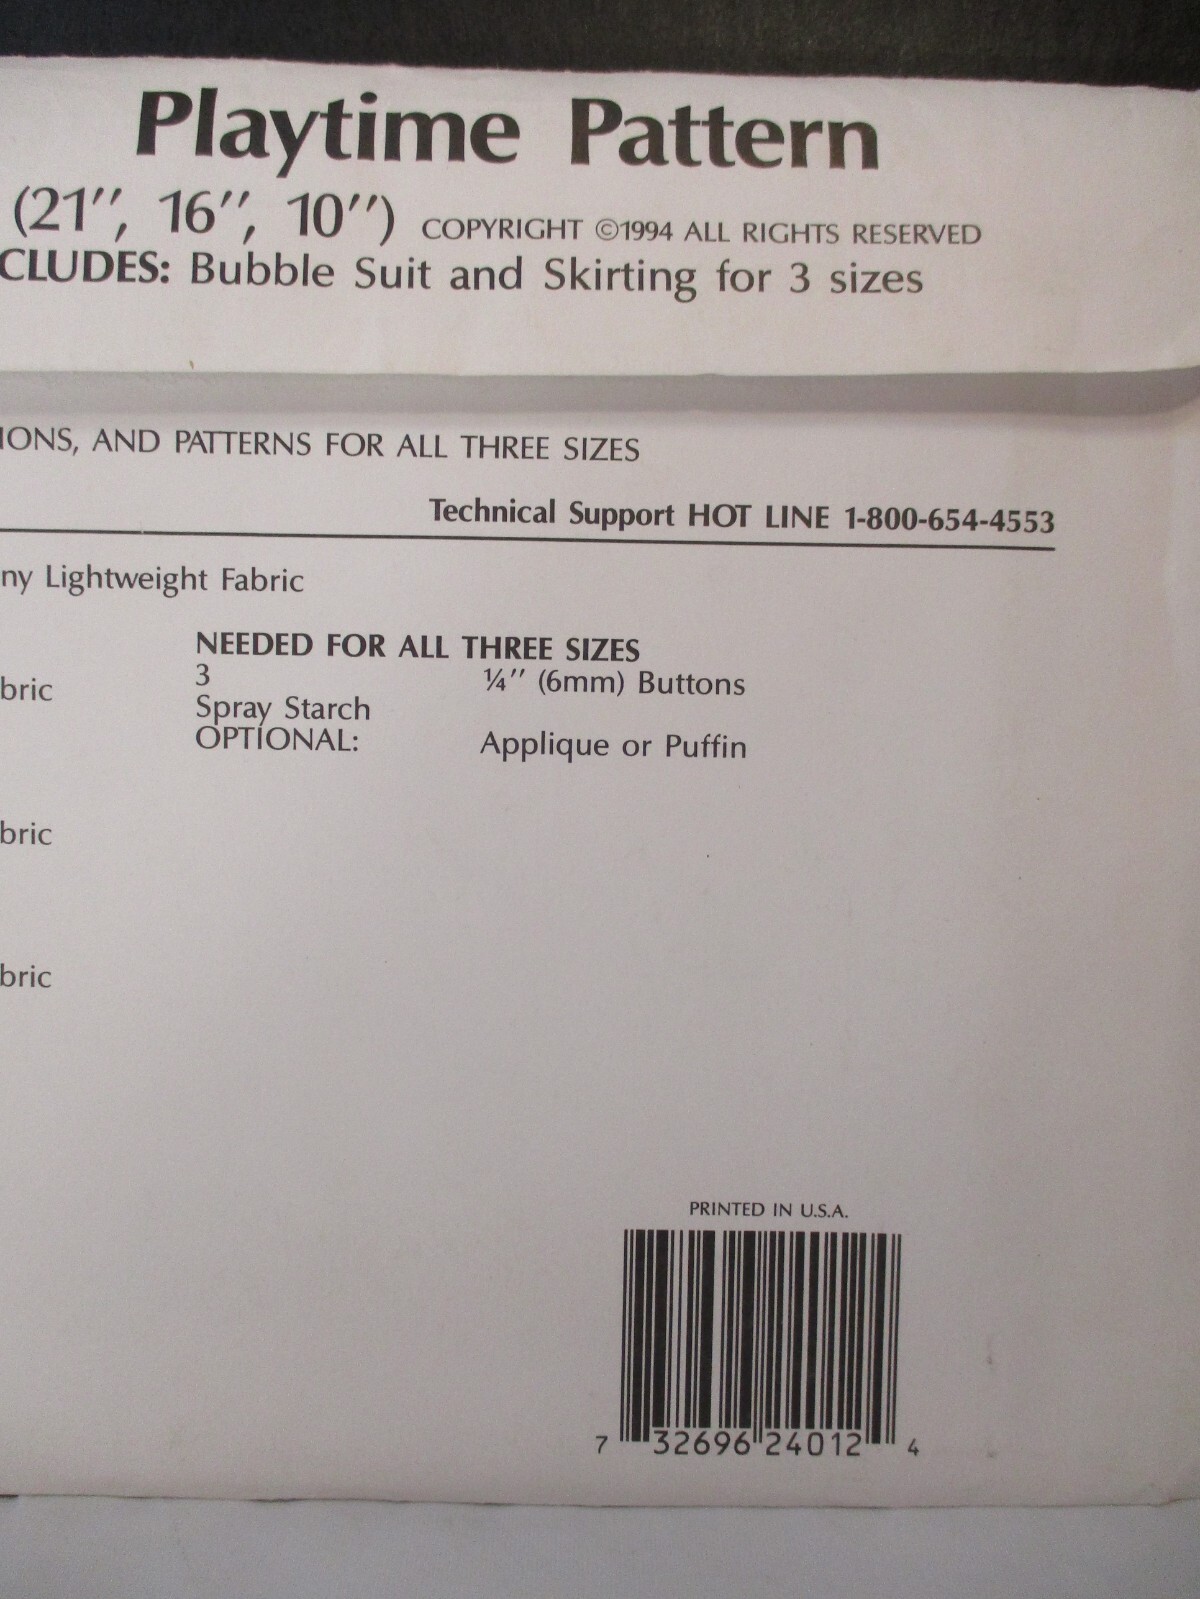 Playtime Pattern
(21″, 16″, 10″) COPYRIGHT ©1994 ALL RIGHTS RESERVED
CLUDES: Bubble Suit and Skirting for 3 sizes
IONS, AND PATTERNS FOR ALL THREE SIZES
Technical Support HOT LINE 1-800-654-4553
ny Lightweight Fabric
NEEDED FOR ALL THREE SIZES
3 ¼″ (6mm) Buttons
bric
Spray Starch
OPTIONAL: Applique or Puffin
bric
bric
PRINTED IN U.S.A.
7 32696 24012 4